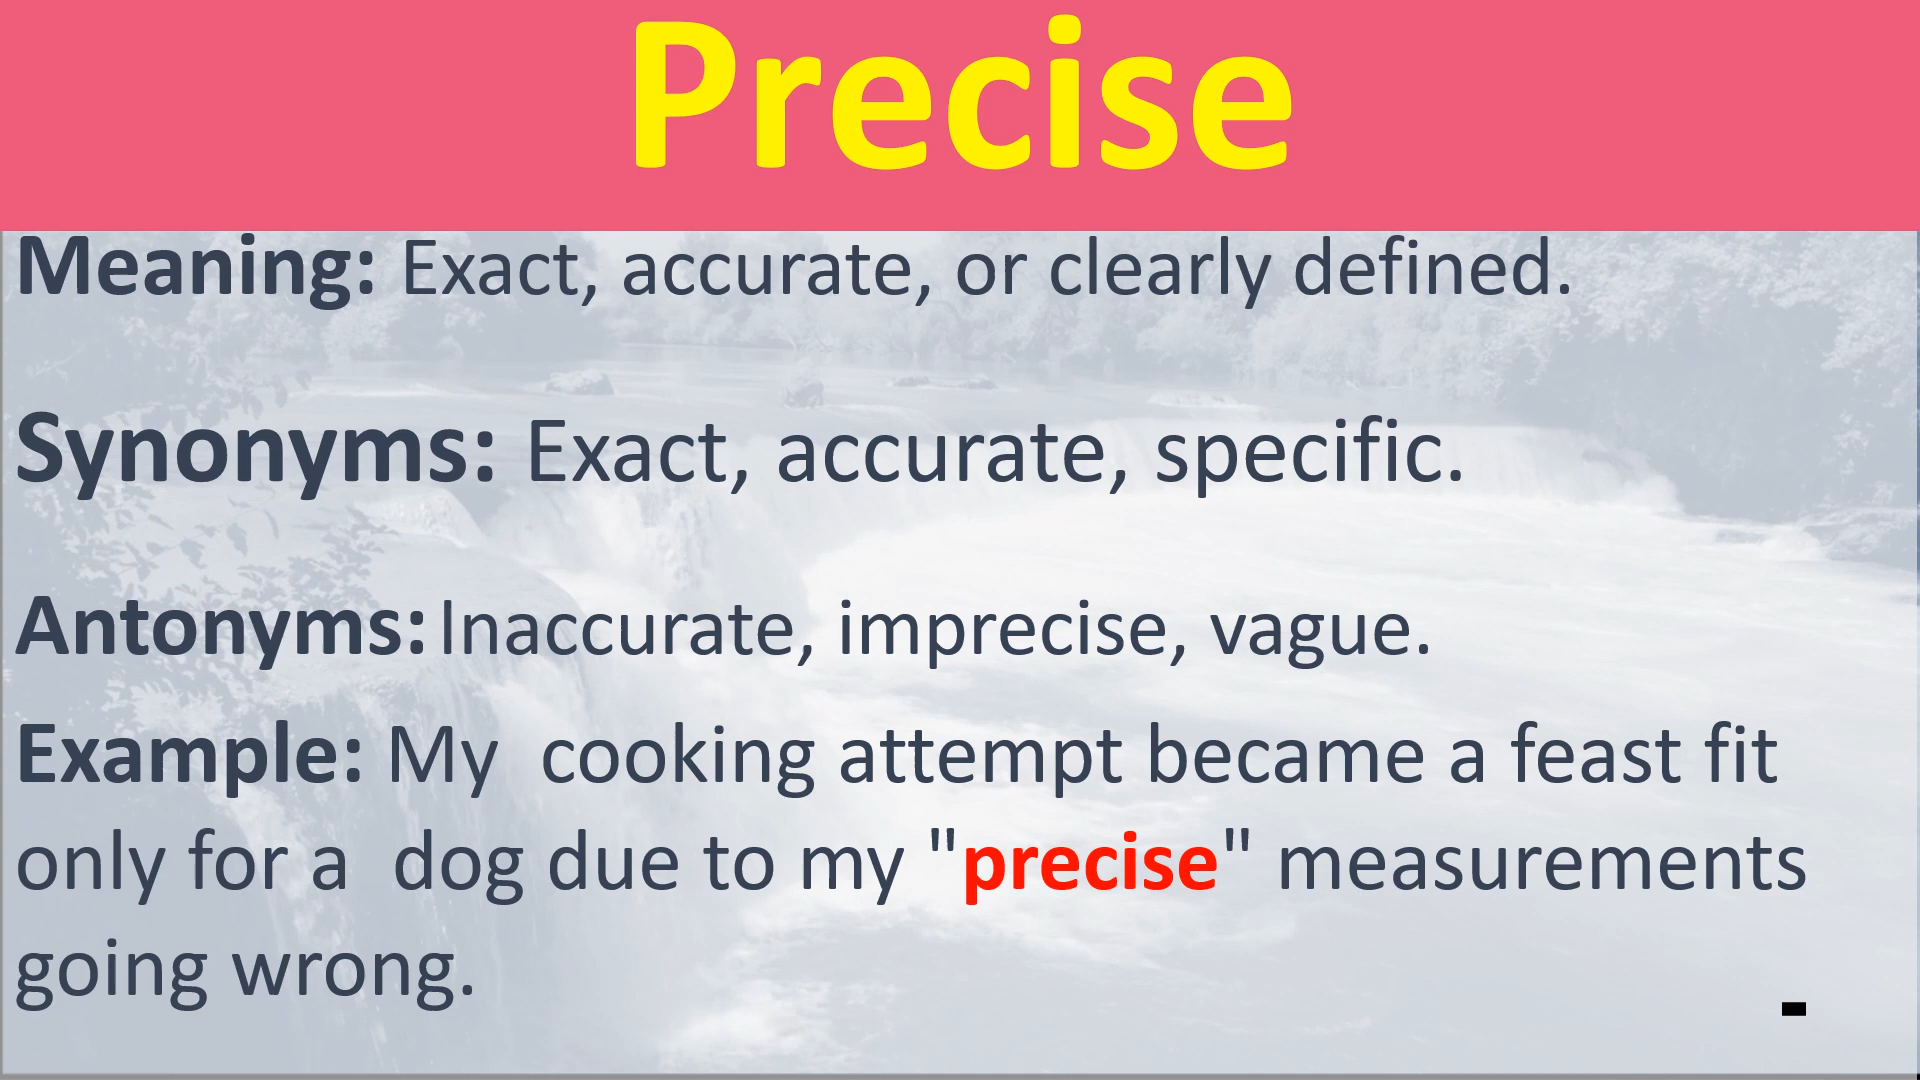 Precise
Meaning: Exact, accurate, or clearly defined.
Synonyms: Exact, accurate, specific.
Antonyms: Inaccurate, imprecise, vague.
Example: My  cooking attempt became a feast fit
only for a  dog due to my "precise" measurements
going wrong.
-